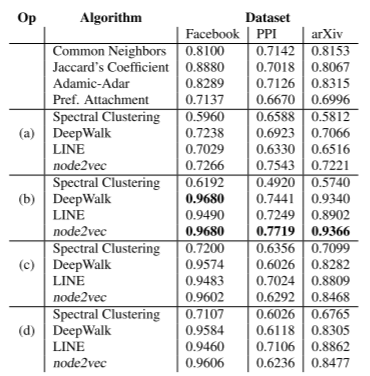 Op Algorithm Dataset
Facebook PPI arXiv
Common Neighbors 0.8100 0.7142 0.8153
Jaccard's Coefficient 0.8880 0.7018 0.8067
Adamic-Adar 0.8289 0.7126 0.8315
Pref. Attachment 0.7137 0.6670 0.6996
Spectral Clustering 0.5960 0.6588 0.5812
(a) DeepWalk 0.7238 0.6923 0.7066
LINE 0.7029 0.6330 0.6516
node2vec 0.7266 0.7543 0.7221
Spectral Clustering 0.6192 0.4920 0.5740
(b) DeepWalk 0.9680 0.7441 0.9340
LINE 0.9490 0.7249 0.8902
node2vec 0.9680 0.7719 0.9366
Spectral Clustering 0.7200 0.6356 0.7099
(c) DeepWalk 0.9574 0.6026 0.8282
LINE 0.9483 0.7024 0.8809
node2vec 0.9602 0.6292 0.8468
Spectral Clustering 0.7107 0.6026 0.6765
(d) DeepWalk 0.9584 0.6118 0.8305
LINE 0.9460 0.7106 0.8862
node2vec 0.9606 0.6236 0.8477